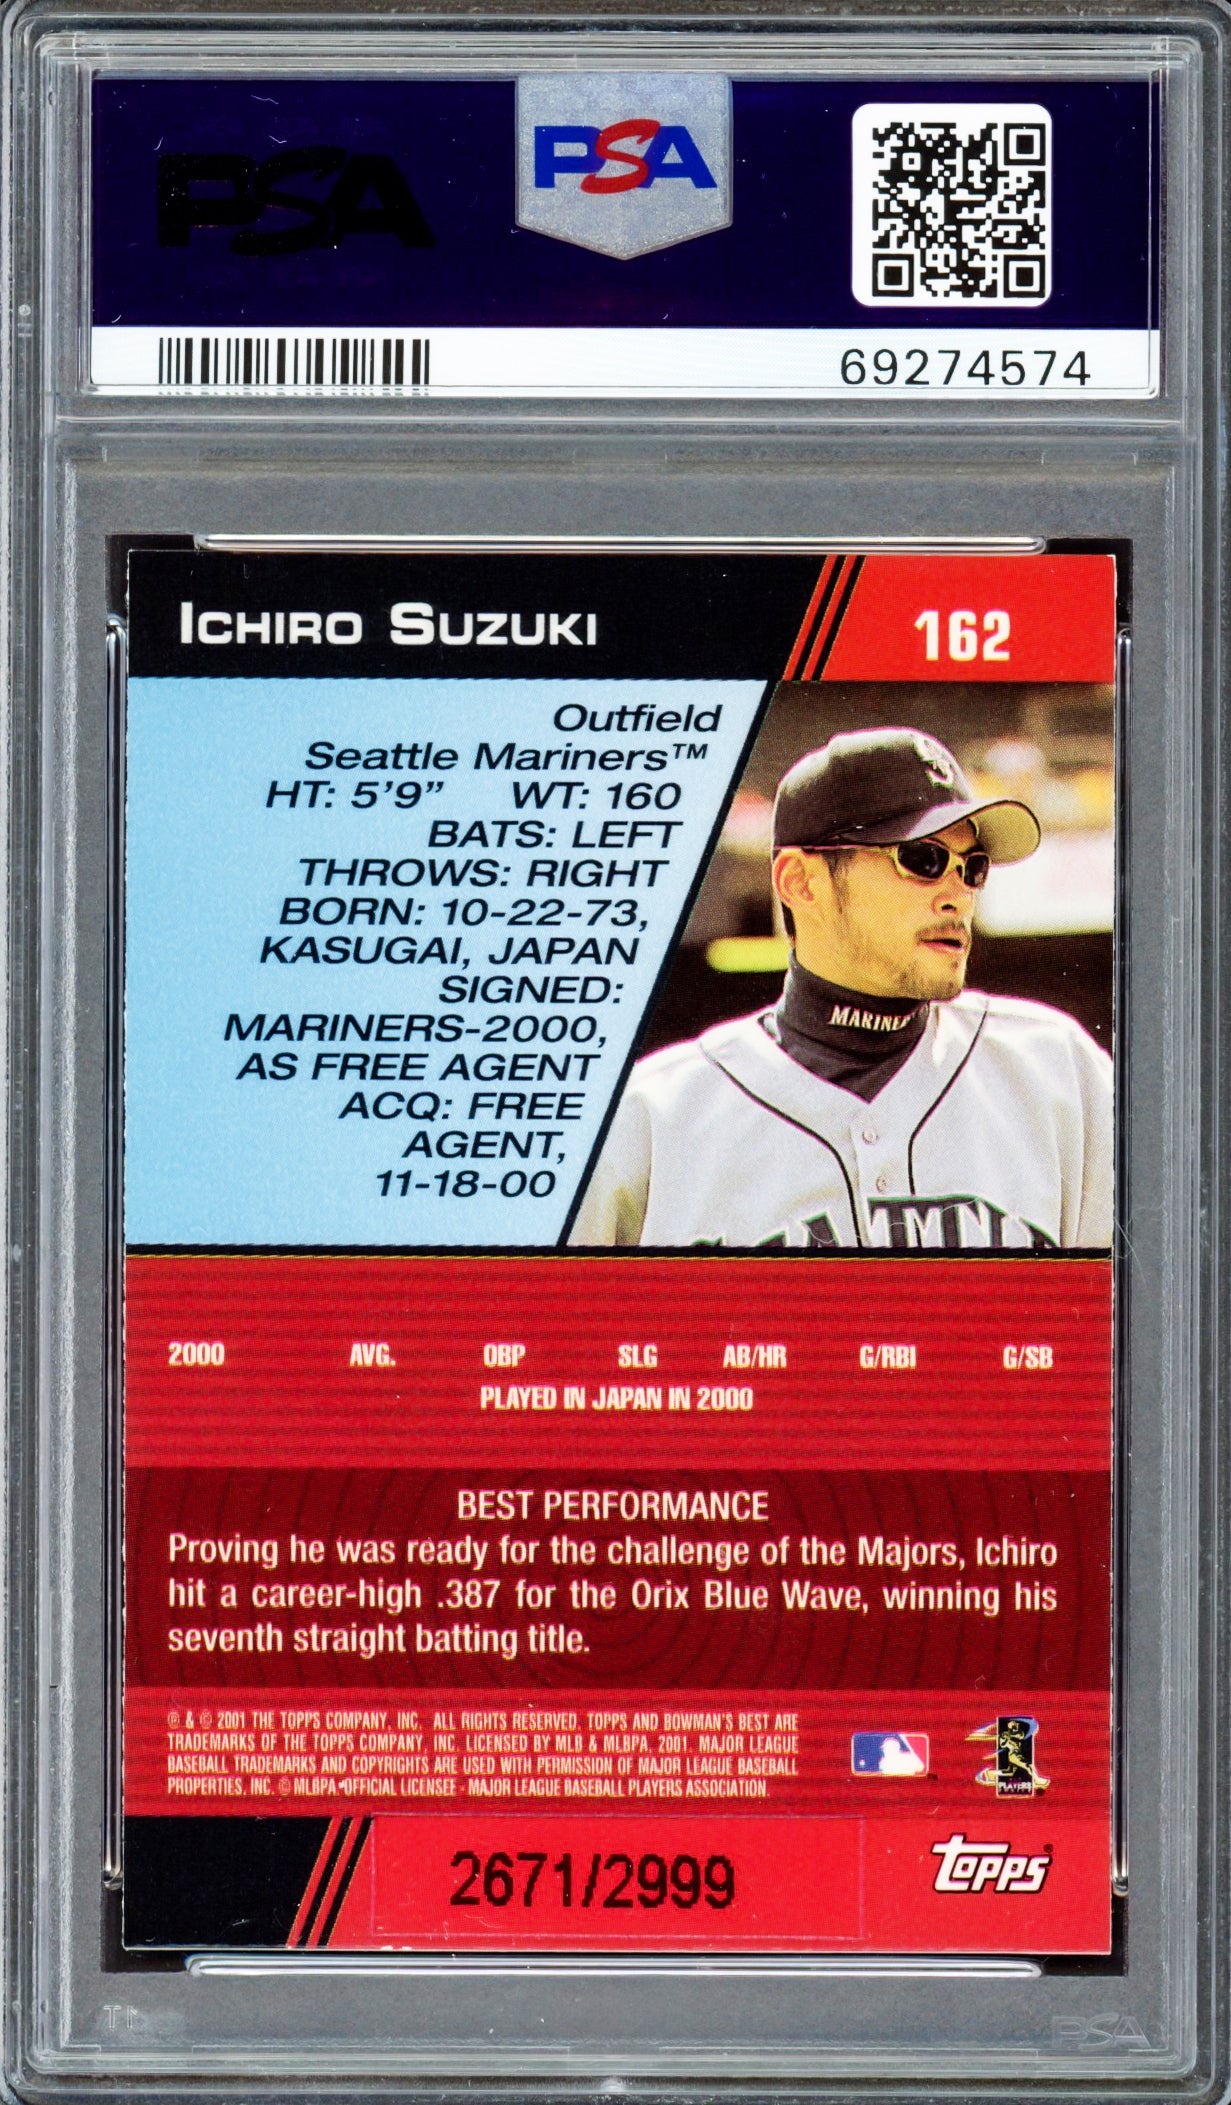 PSA
PSA
69274574
ICHIRO SUZUKI
162
Outfield
Seattle Mariners™
HT: 5'9” WT: 160
BATS: LEFT
THROWS: RIGHT
BORN: 10-22-73,
KASUGAI, JAPAN
SIGNED:
MARINERS-2000,
AS FREE AGENT
ACQ: FREE
AGENT,
11-18-00
MARINE
2000 AVG. OBP SLG AB/HR G/RBI G/SB
PLAYED IN JAPAN IN 2000
BEST PERFORMANCE
Proving he was ready for the challenge of the Majors, Ichiro
hit a career-high .387 for the Orix Blue Wave, winning his
seventh straight batting title.
® & © 2001 THE TOPPS COMPANY, INC. ALL RIGHTS RESERVED. TOPPS AND BOWMAN'S BEST ARE
TRADEMARKS OF THE TOPPS COMPANY, INC. LICENSED BY MLB & MLBPA, 2001. MAJOR LEAGUE
BASEBALL TRADEMARKS AND COPYRIGHTS ARE USED WITH PERMISSION OF MAJOR LEAGUE BASEBALL
PROPERTIES, INC. © MLBPA •OFFICIAL LICENSEE - MAJOR LEAGUE BASEBALL PLAYERS ASSOCIATION.
PLAYERS
2671/2999
topps
PSA